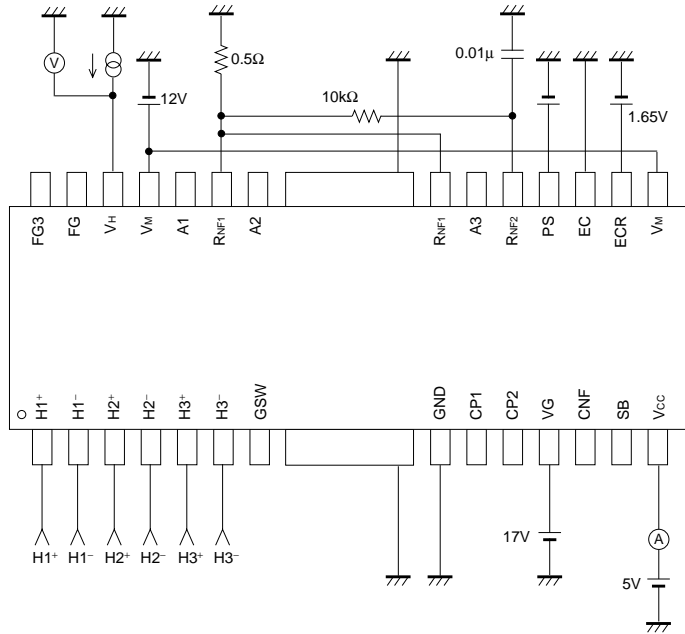 V
0.5Ω
0.01μ
12V
10kΩ
1.65V
FG3 FG VH VM A1 RNF1 A2 RNF1 A3 RNF2 PS EC ECR VM
H1+ H1− H2+ H2− H3+ H3− GSW GND CP1 CP2 VG CNF SB VCC
H1+ H1− H2+ H2− H3+ H3−
17V
A
5V